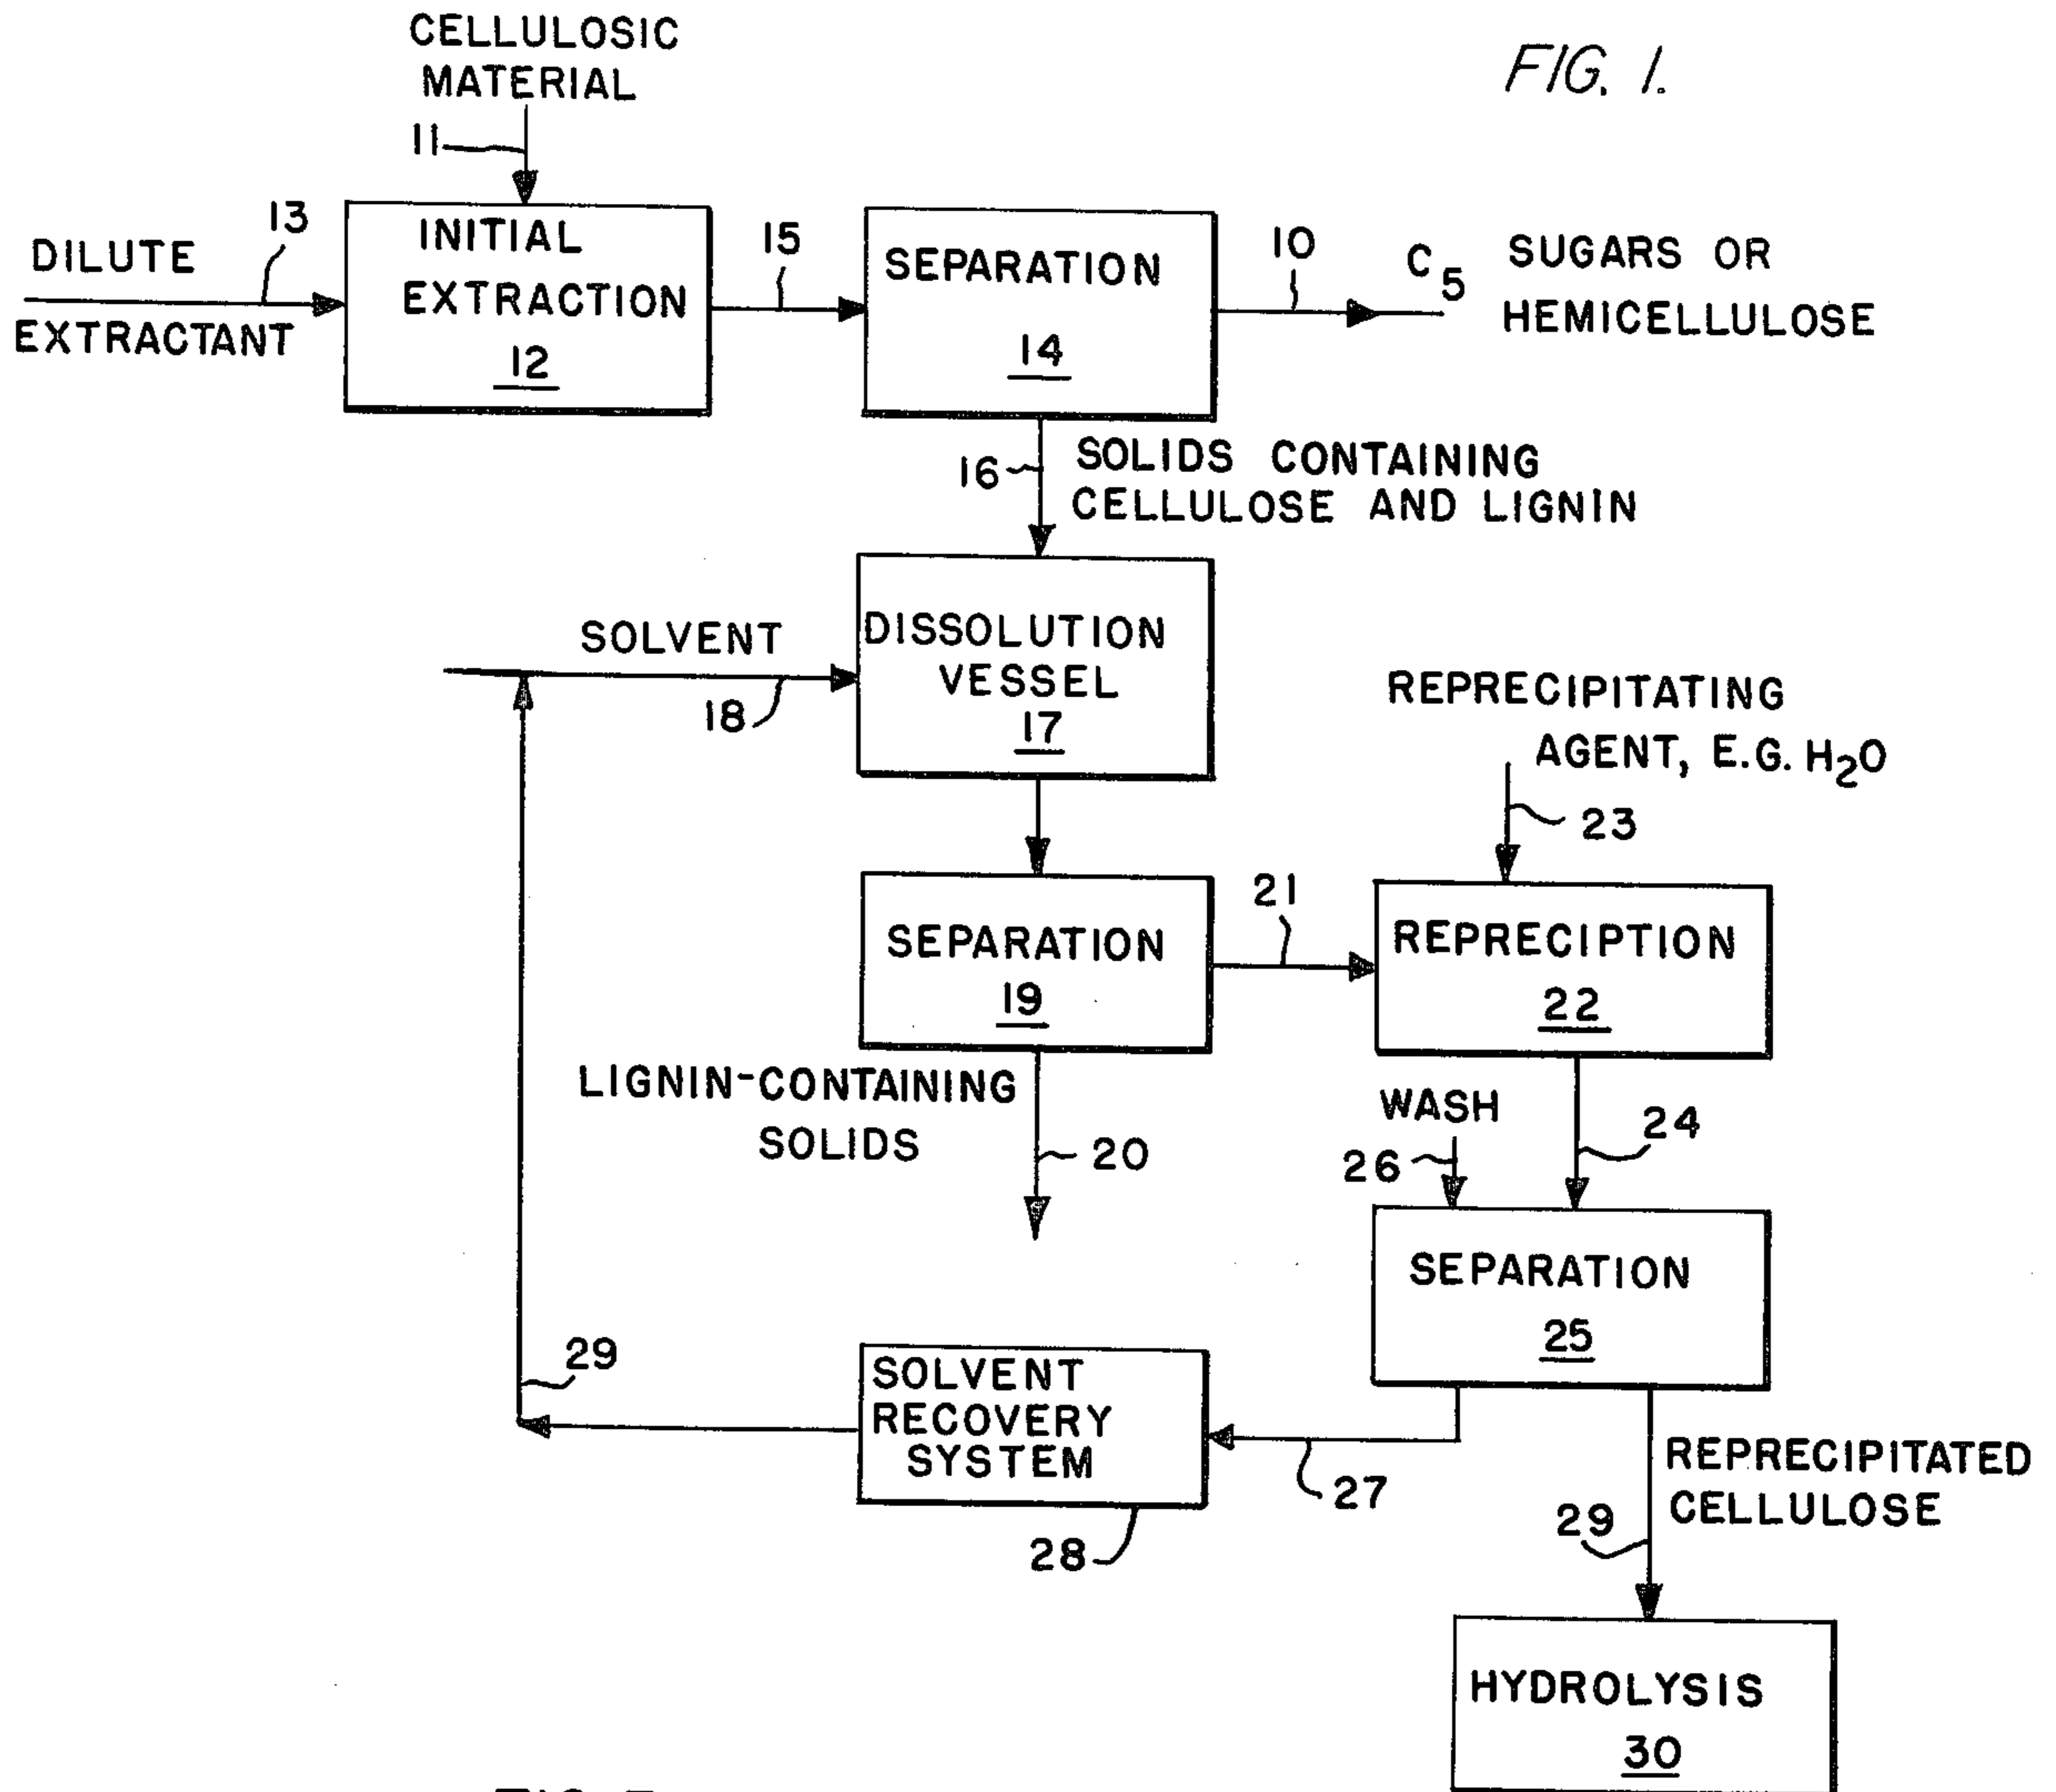 FIG. 1.
CELLULOSIC
MATERIAL
11
13
DILUTE
EXTRACTANT
INITIAL
EXTRACTION
12
15
SEPARATION
14
10
C5 SUGARS OR
HEMICELLULOSE
16
SOLIDS CONTAINING
CELLULOSE AND LIGNIN
SOLVENT
18
DISSOLUTION
VESSEL
17
REPRECIPITATING
AGENT, E.G. H2O
23
SEPARATION
19
21
REPRECIPTION
22
LIGNIN-CONTAINING
SOLIDS
20
WASH
26
24
SEPARATION
25
29
SOLVENT
RECOVERY
SYSTEM
28
27
REPRECIPITATED
CELLULOSE
29
HYDROLYSIS
30